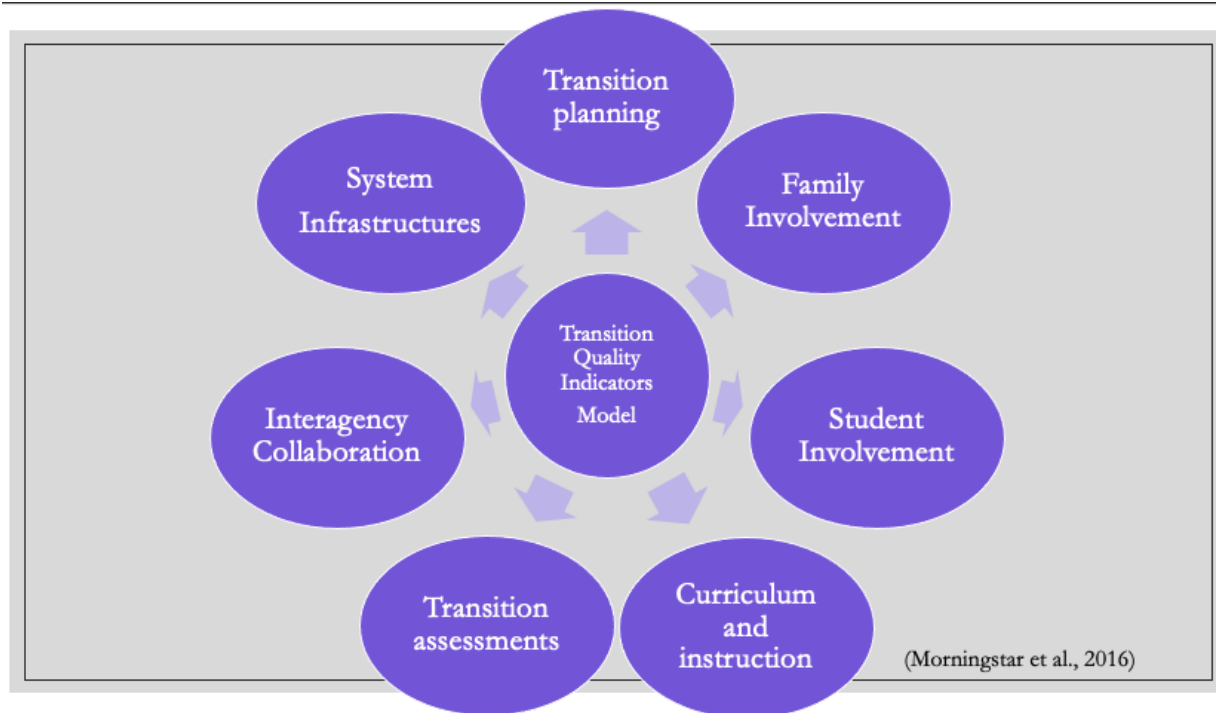 Transition
planning
Family
Involvement
Student
Involvement
Curriculum
and
instruction
Transition
assessments
Interagency
Collaboration
System
Infrastructures
Transition
Quality
Indicators
Model
(Morningstar et al., 2016)